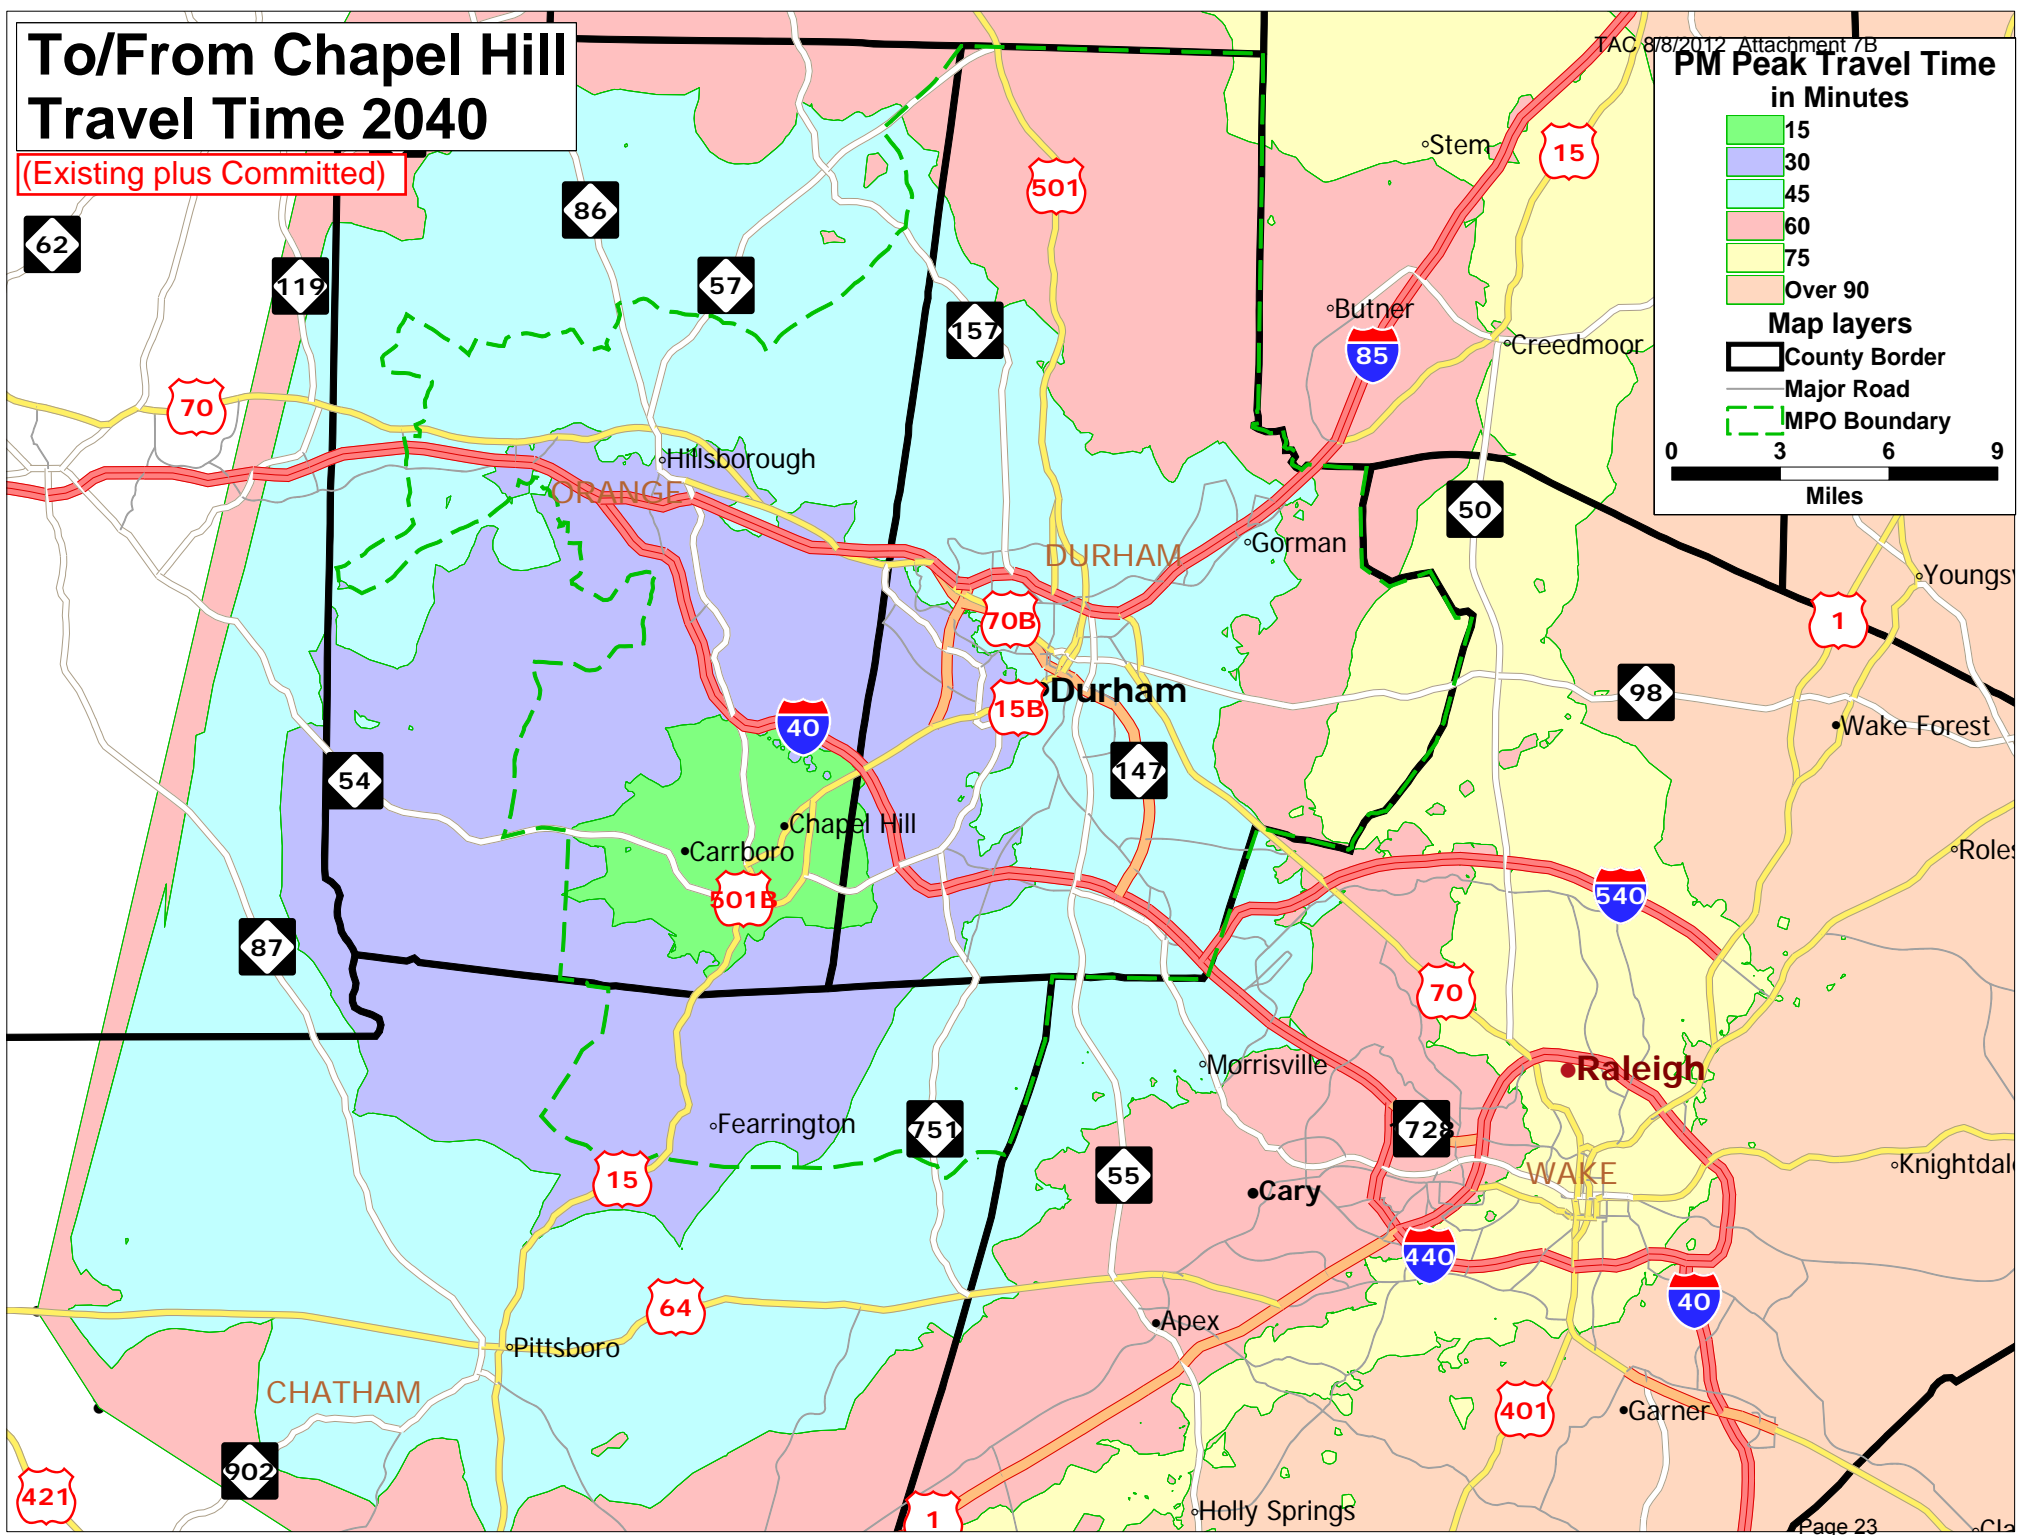 To/From Chapel Hill
Travel Time 2040
(Existing plus Committed)
TAC 8/8/2012 Attachment 7B
PM Peak Travel Time
in Minutes
15
30
45
60
75
Over 90
Map layers
County Border
Major Road
MPO Boundary
0 3 6 9
Miles
62
119
86
57
501
157
15
Stem
Butner
85
Creedmoor
70
Hillsborough
ORANGE
DURHAM
Gorman
50
Youngsv
1
70B
98
Durham
15B
Wake Forest
40
147
54
Chapel Hill
Carrboro
501B
540
Roles
87
70
Morrisville
Raleigh
Fearrington
751
55
1728
WAKE
Knightdale
15
Cary
440
40
64
Apex
Pittsboro
CHATHAM
401
Garner
902
421
1
Holly Springs
Page 23
Cla